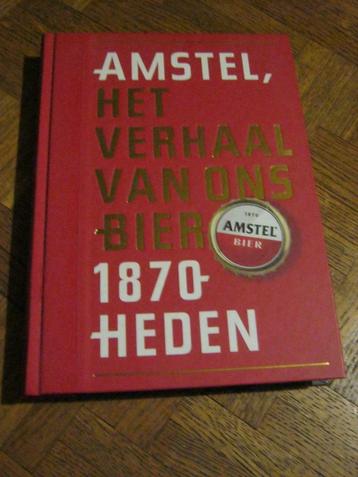 AMSTEL,
HET
VERHAAL
VAN ONS
BIER
1870
AMSTEL
BIER
1870-
HEDEN